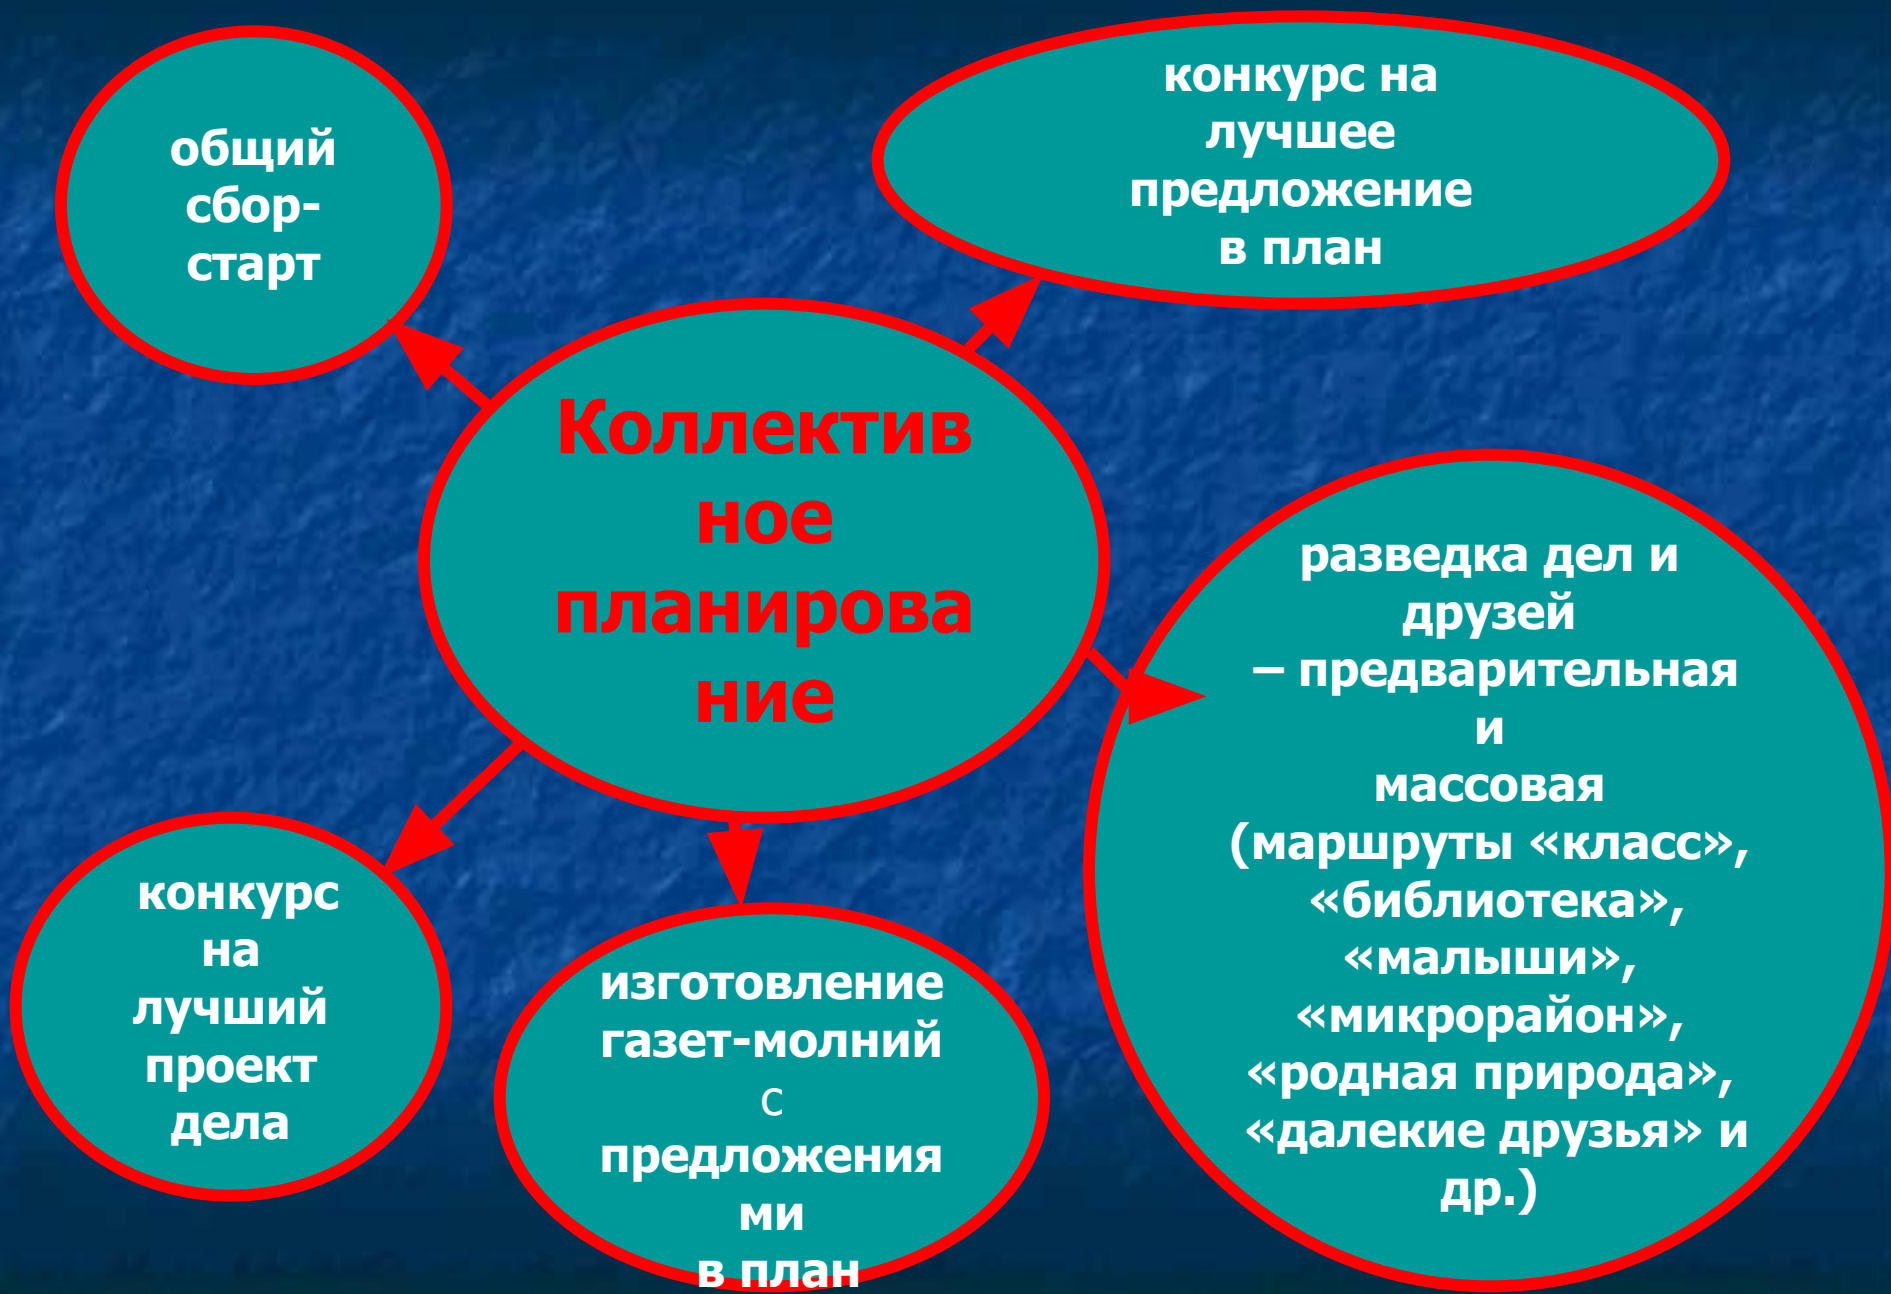 общий
сбор-
старт
конкурс на
лучшее
предложение
в план
Коллектив
ное
планирова
ние
разведка дел и
друзей
– предварительная
и
массовая
(маршруты «класс»,
«библиотека»,
«малыши»,
«микрорайон»,
«родная природа»,
«далекие друзья» и
др.)
конкурс
на
лучший
проект
дела
изготовление
газет-молний
с
предложения
ми
в план